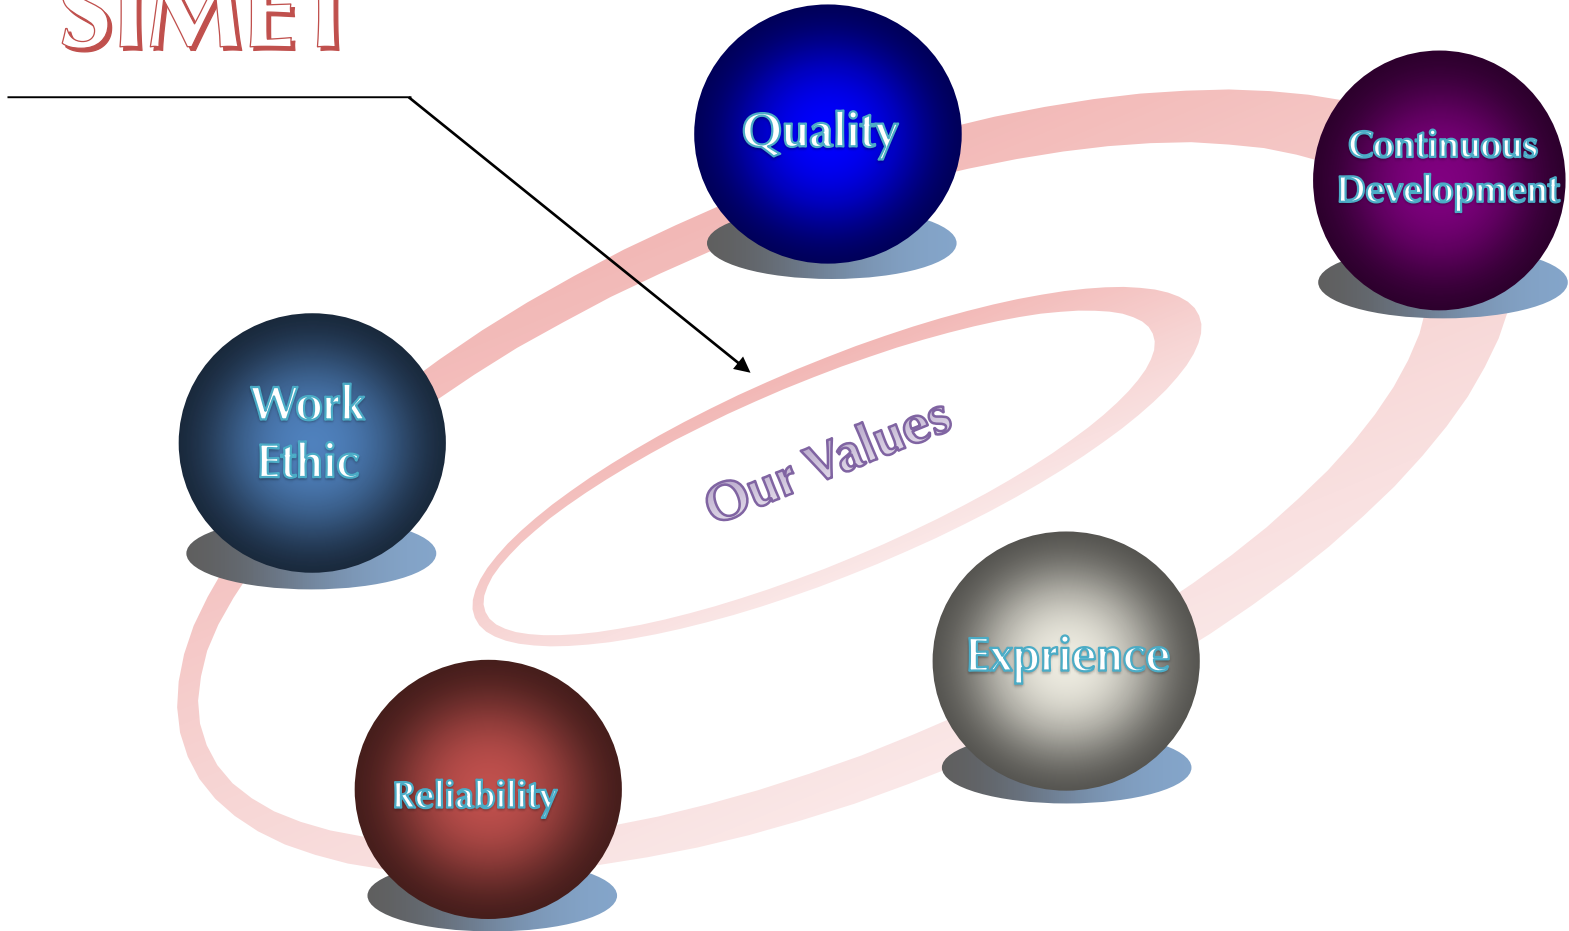 SIMET
Quality
Continuous
Development
Work
Ethic
Our Values
Exprience
Reliability